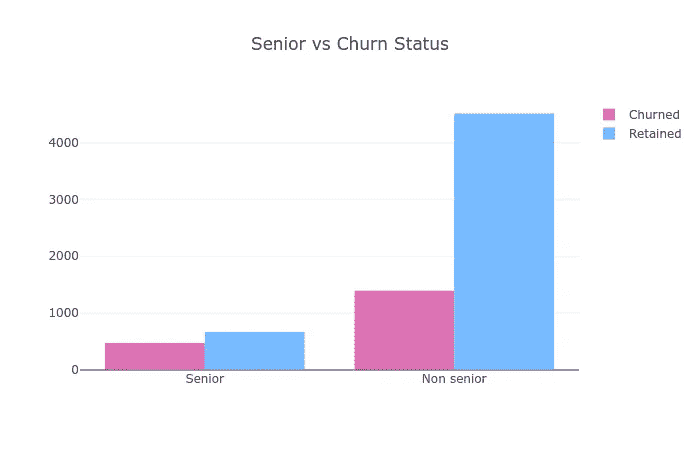 Senior vs Churn Status
Churned
Retained
4000
3000
2000
1000
0
Senior
Non senior